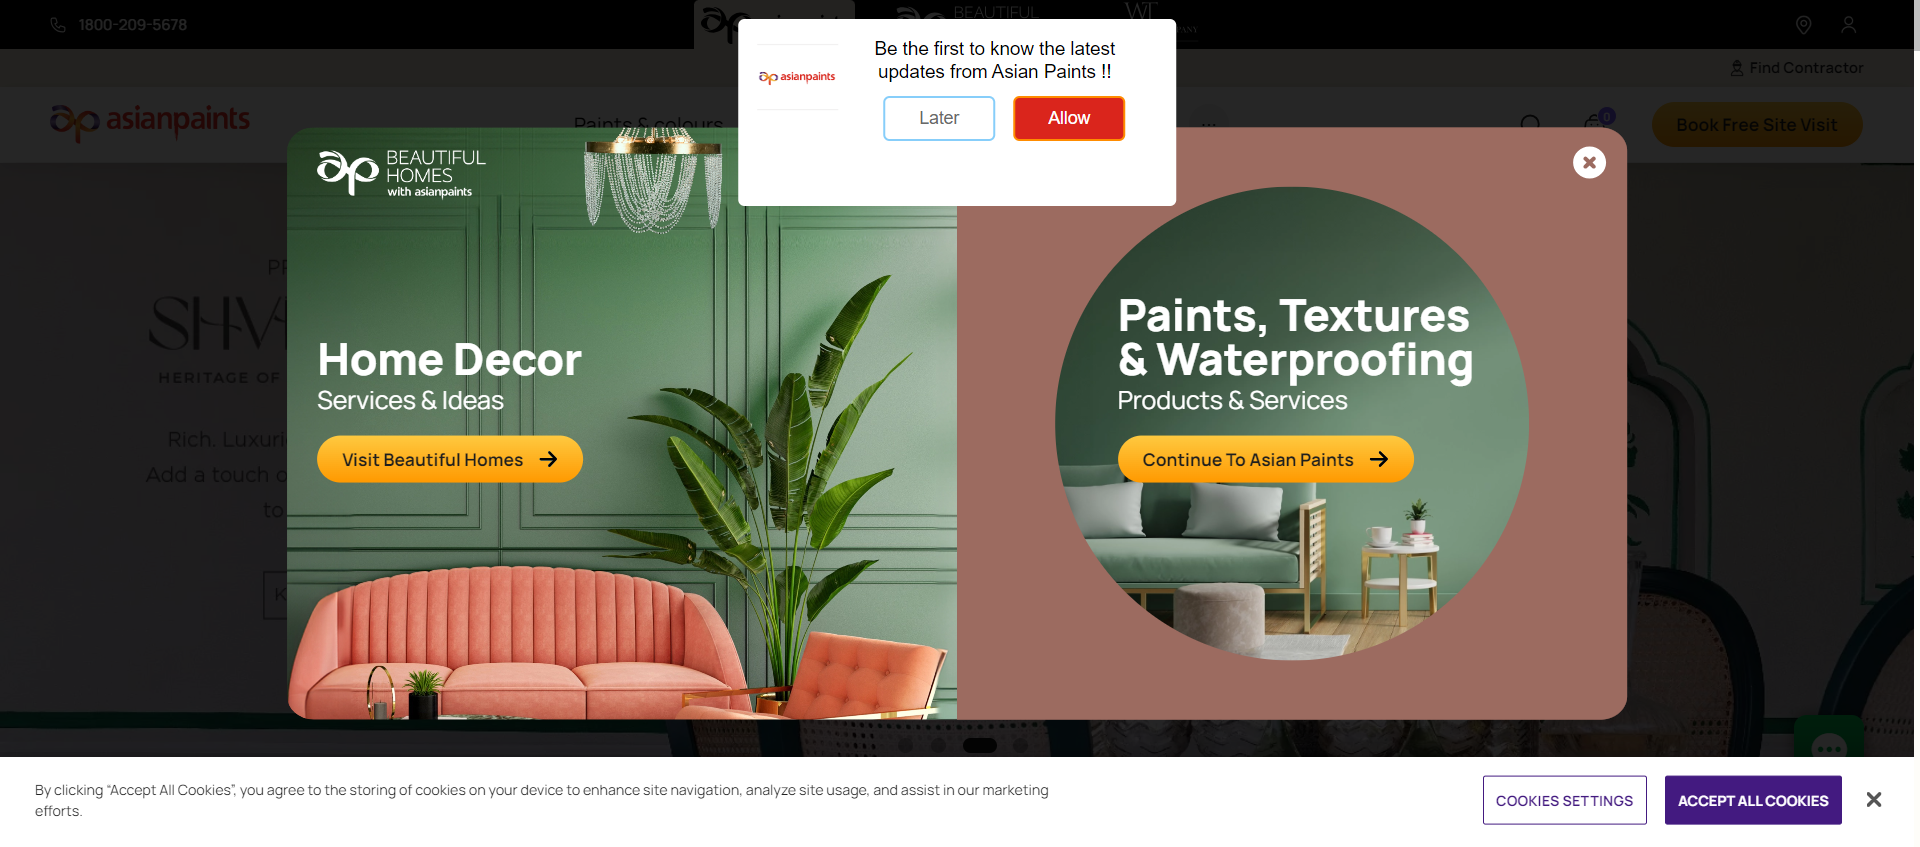 1800-209-5678
BEAUTIFUL
WT
Be the first to know the latest
updates from Asian Paints !!
asianpaints
Later
Allow
Find Contractor
asianpaints
Paints & colours
...
0
Book Free Site Visit
BEAUTIFUL
HOMES
with asianpaints
HERITAGE OF
Rich.
Add a touch
to
Home Decor
Services & Ideas
Visit Beautiful Homes
Paints, Textures
& Waterproofing
Products & Services
Continue To Asian Paints
By clicking “Accept All Cookies”, you agree to the storing of cookies on your device to enhance site navigation, analyze site usage, and assist in our marketing
efforts.
COOKIES SETTINGS
ACCEPT ALL COOKIES